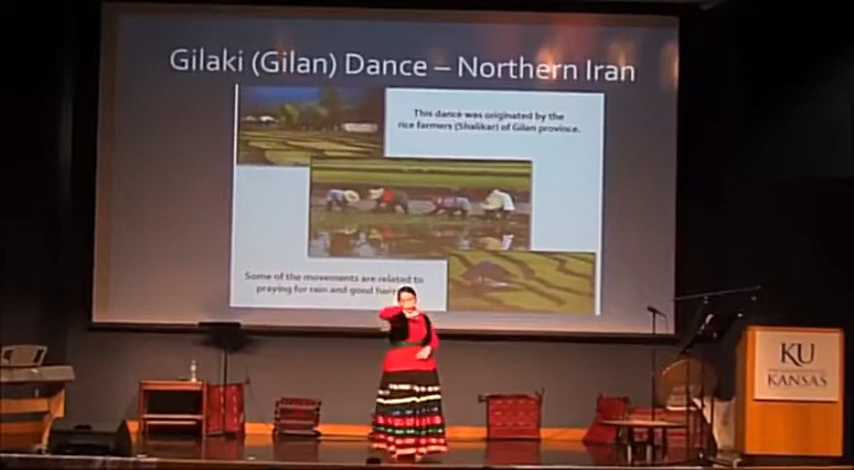 Gilaki (Gilan) Dance – Northern Iran
This dance was originated by the
rice farmers (Shalikar) of Gilan province.
Some of the movements are related to
praying for rain and good
KU
KANSAS